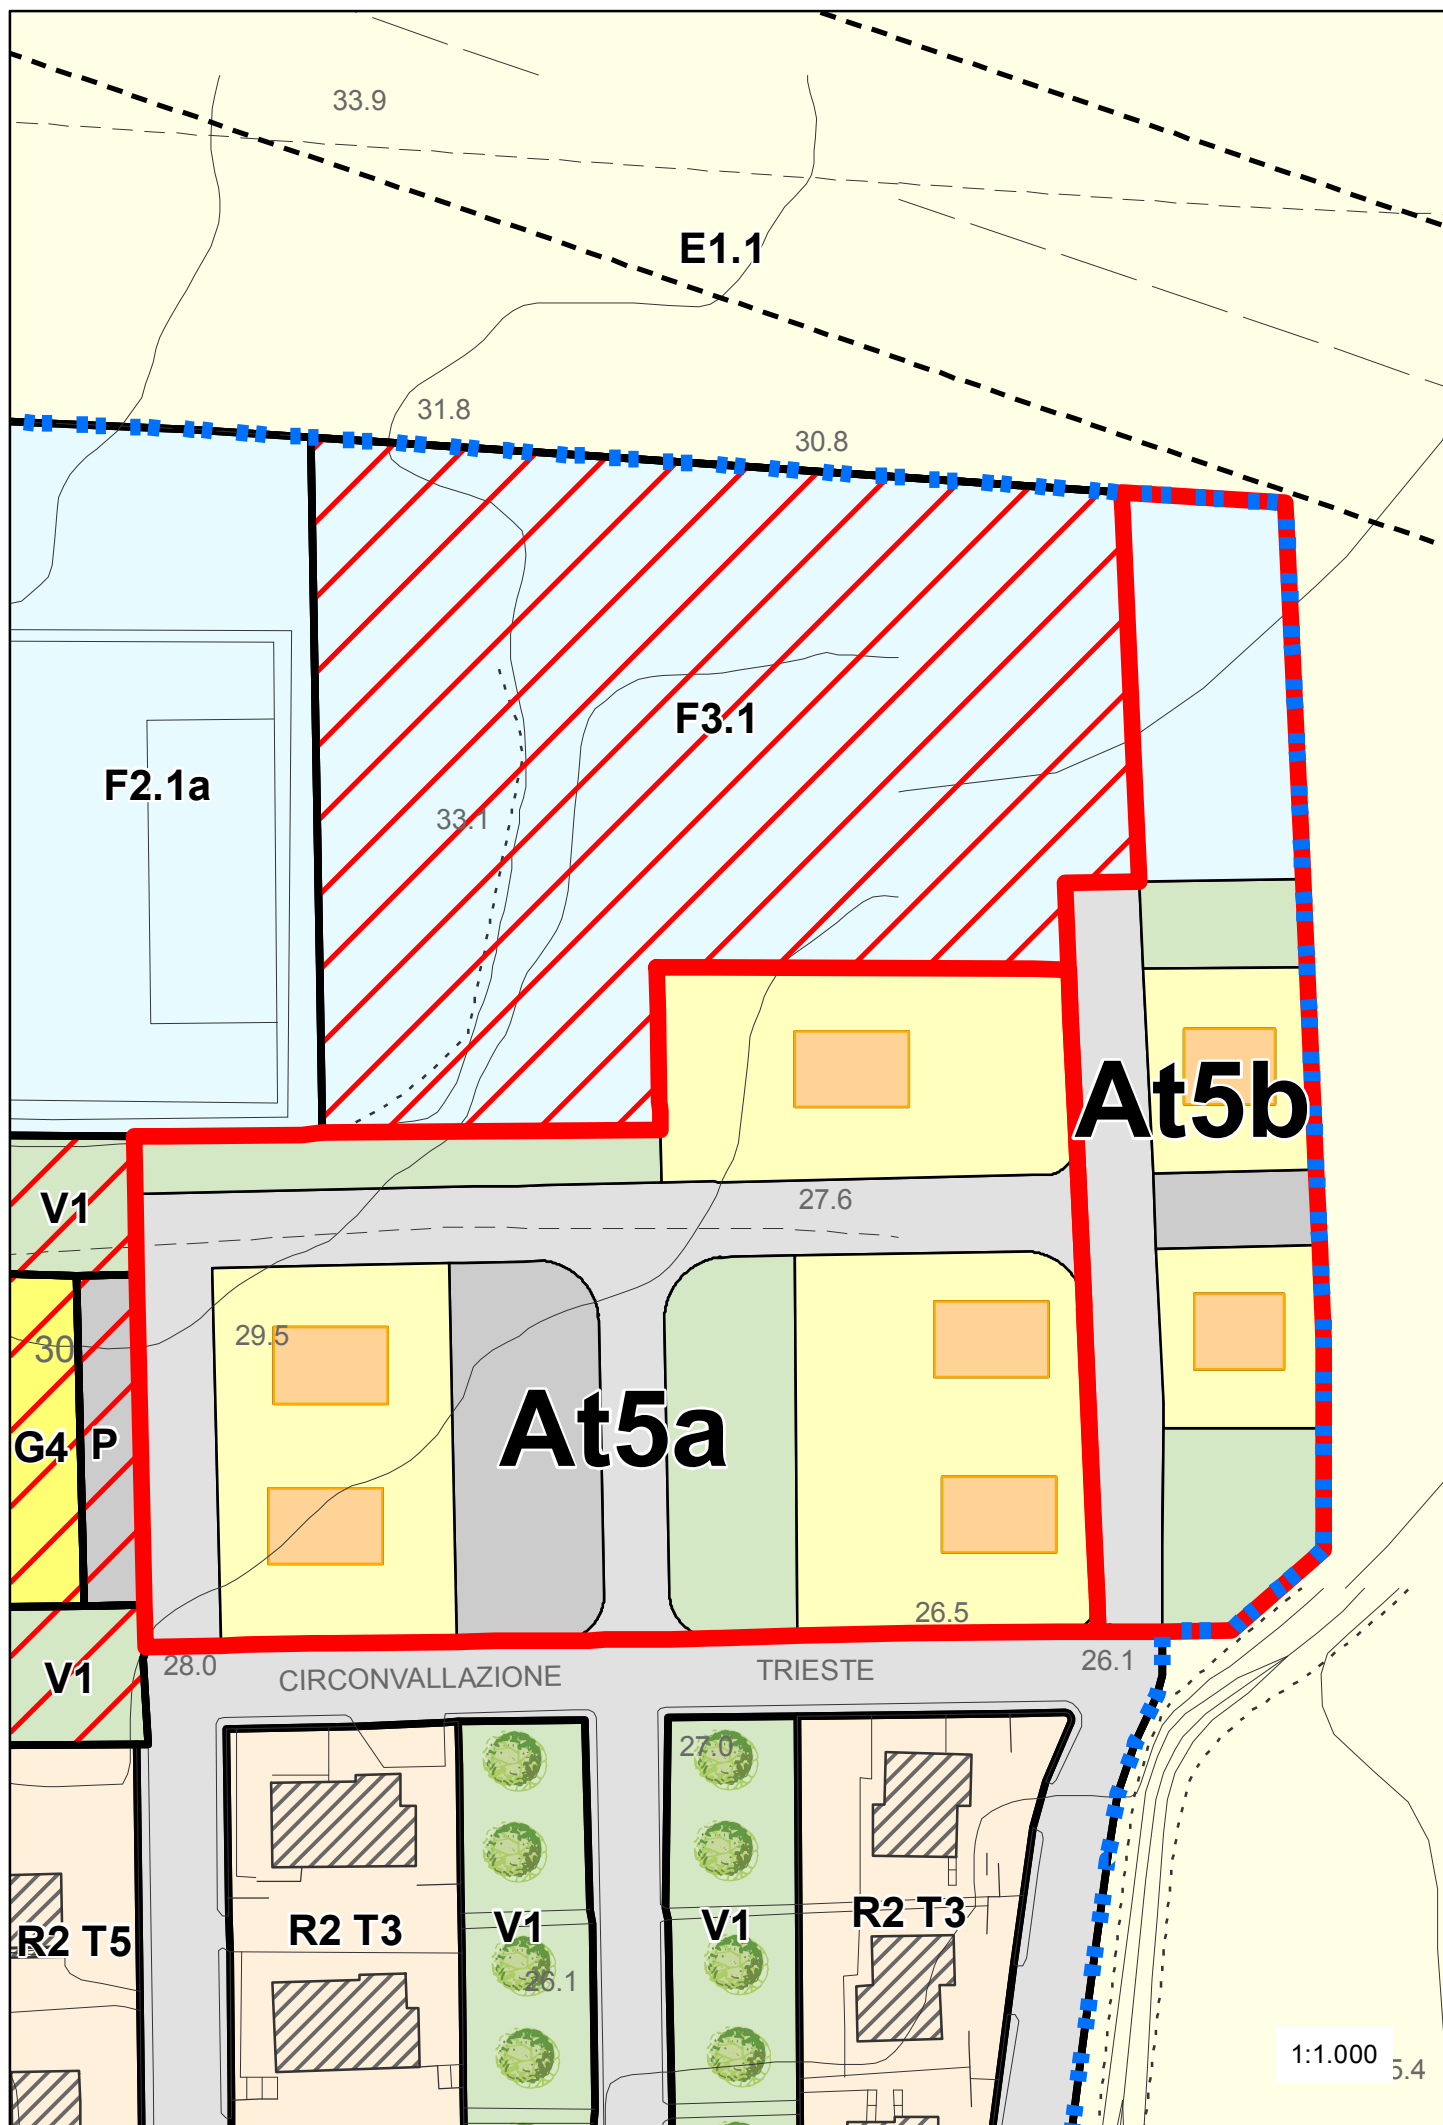 33.9
E1.1
31.8
30.8
F3.1
F2.1a
33.1
At5b
V1
27.6
29.5
30
At5a
G4
P
26.5
28.0
CIRCONVALLAZIONE TRIESTE
26.1
V1
27.0
R2 T5
R2 T3
V1
V1
R2 T3
26.1
1:1.000
5.4